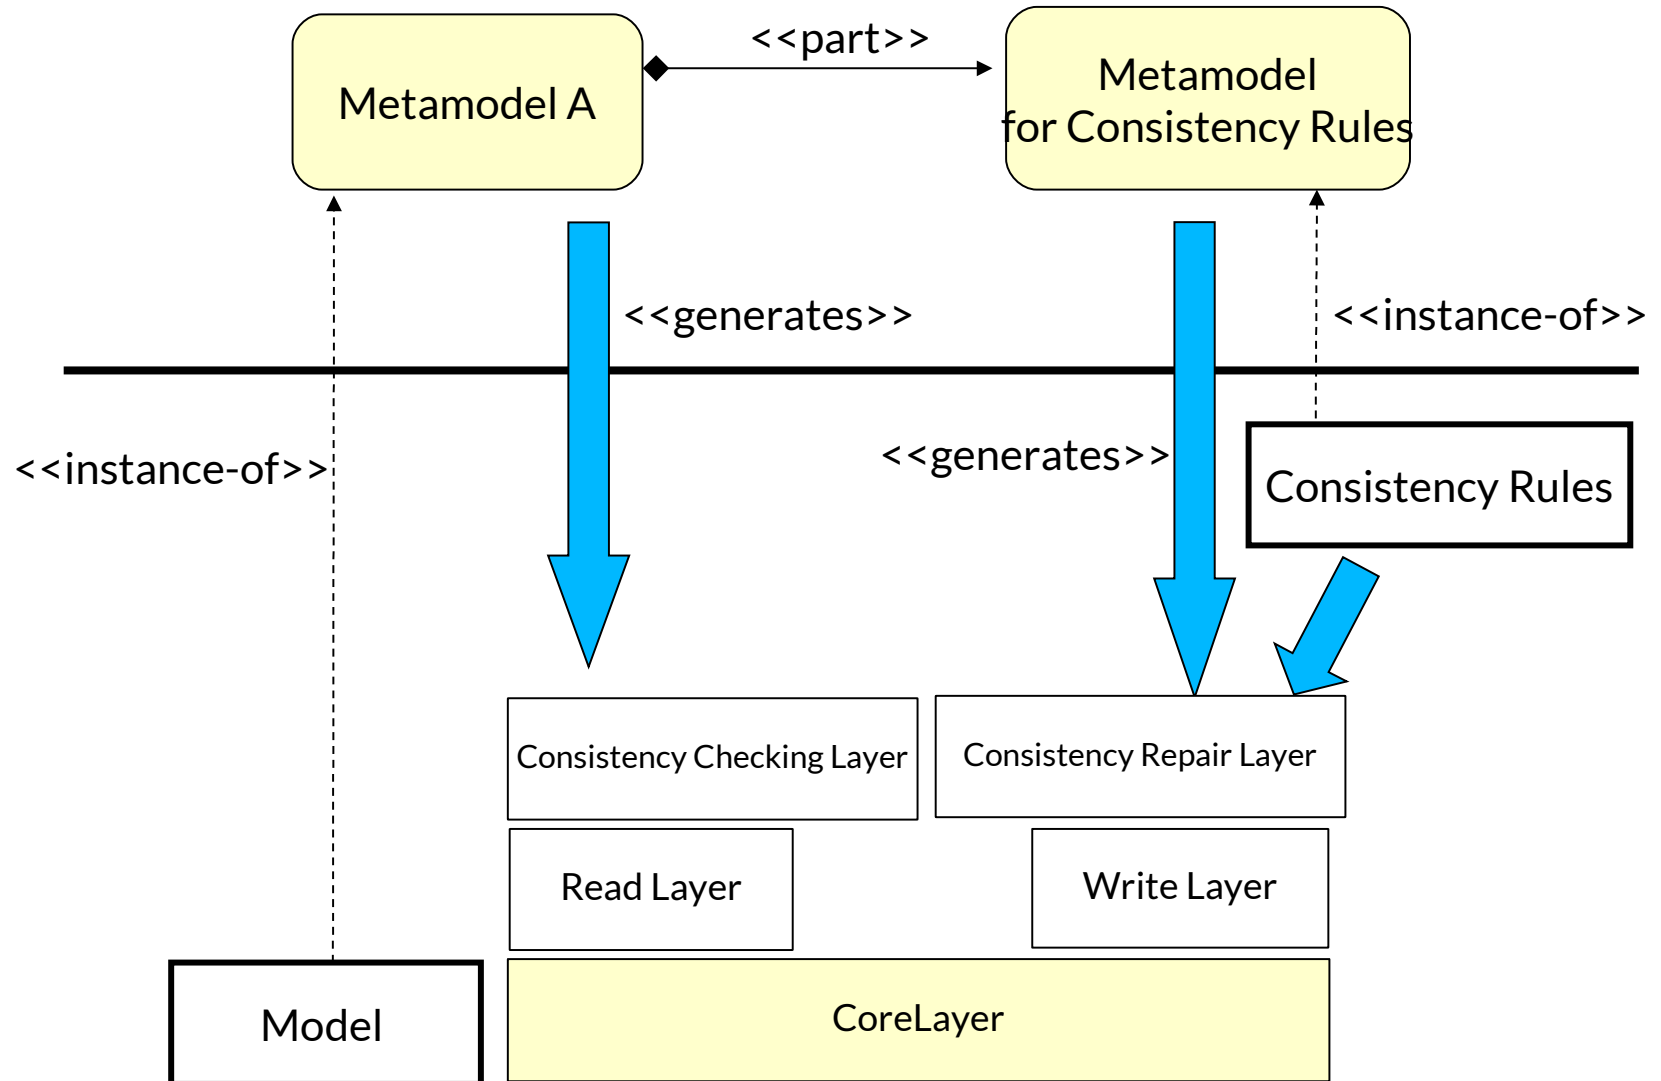 <<part>>
Metamodel A
Metamodel
for Consistency Rules
<<generates>>
<<instance-of>>
<<instance-of>>
<<generates>>
Consistency Rules
Consistency Checking Layer
Consistency Repair Layer
Read Layer
Write Layer
Model
CoreLayer